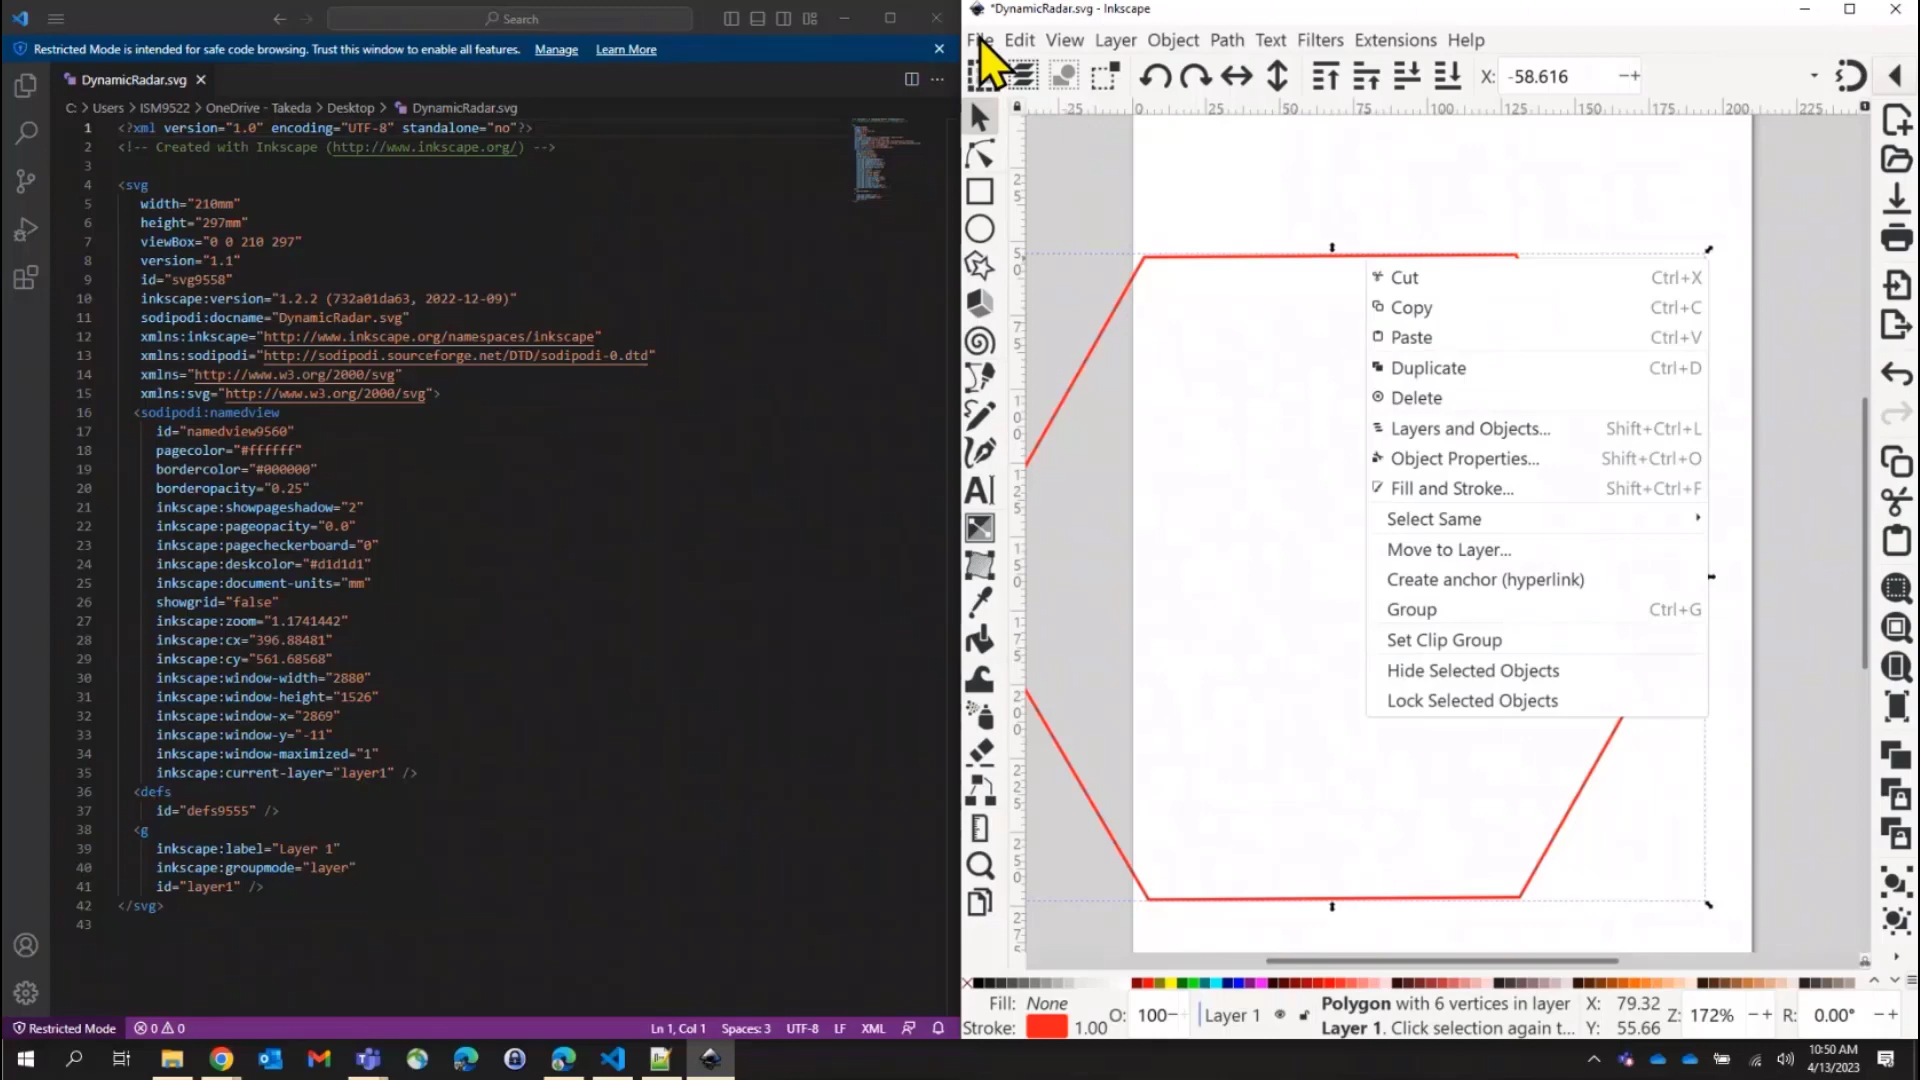 Search
Restricted Mode is intended for safe code browsing. Trust this window to enable all features. Manage Learn More
DynamicRadar.svg
C: > Users > ISM9522 > OneDrive - Takeda > Desktop > DynamicRadar.svg
1 <?xml version="1.0" encoding="UTF-8" standalone="no"?>
2 <!-- Created with Inkscape (http://www.inkscape.org/) -->
3
4 <svg
5 width="210mm"
6 height="297mm"
7 viewBox="0 0 210 297"
8 version="1.1"
9 id="svg9558"
10 inkscape:version="1.2.2 (732a01da63, 2022-12-09)"
11 sodipodi:docname="DynamicRadar.svg"
12 xmlns:inkscape="http://www.inkscape.org/namespaces/inkscape"
13 xmlns:sodipodi="http://sodipodi.sourceforge.net/DTD/sodipodi-0.dtd"
14 xmlns="http://www.w3.org/2000/svg"
15 xmlns:svg="http://www.w3.org/2000/svg">
16 <sodipodi:namedview
17 id="namedview9560"
18 pagecolor="#ffffff"
19 bordercolor="#000000"
20 borderopacity="0.25"
21 inkscape:showpageshadow="2"
22 inkscape:pageopacity="0.0"
23 inkscape:pagecheckerboard="0"
24 inkscape:deskcolor="#d1d1d1"
25 inkscape:document-units="mm"
26 showgrid="false"
27 inkscape:zoom="1.1741442"
28 inkscape:cx="396.88481"
29 inkscape:cy="561.68568"
30 inkscape:window-width="2880"
31 inkscape:window-height="1526"
32 inkscape:window-x="2869"
33 inkscape:window-y="-11"
34 inkscape:window-maximized="1"
35 inkscape:current-layer="layer1" />
36 <defs
37 id="defs9555" />
38 <g
39 inkscape:label="Layer 1"
40 inkscape:groupmode="layer"
41 id="layer1" />
42 </svg>
43
Restricted Mode 0 0 Ln 1, Col 1 Spaces: 3 UTF-8 LF XML
*DynamicRadar.svg - Inkscape
File Edit View Layer Object Path Text Filters Extensions Help
X: -58.616
-25 0 25 50 75 100 125 150 175 200 225
Cut Ctrl+X
Copy Ctrl+C
Paste Ctrl+V
Duplicate Ctrl+D
Delete
Layers and Objects... Shift+Ctrl+L
Object Properties... Shift+Ctrl+O
Fill and Stroke... Shift+Ctrl+F
Select Same
Move to Layer...
Create anchor (hyperlink)
Group Ctrl+G
Set Clip Group
Hide Selected Objects
Lock Selected Objects
Fill: None
Stroke: 1.00
O: 100
Layer 1
Polygon with 6 vertices in layer
Layer 1. Click selection again t...
X: 79.32
Y: 55.66
Z: 172%
R: 0.00°
10:50 AM
4/13/2023